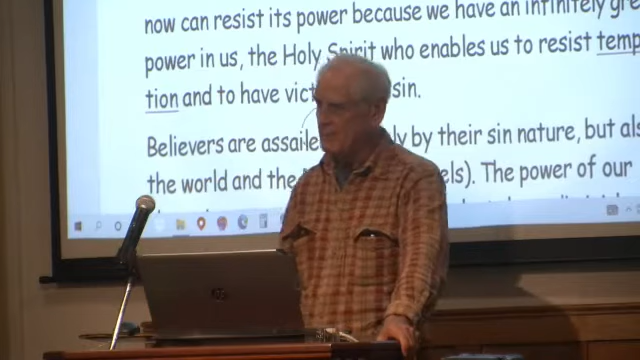 now can resist its power because we have an infinitely gre
power in us, the Holy Spirit who enables us to resist temp
tion and to have vict sin.
Believers are assaile ly by their sin nature, but als
the world and the els). The power of our
hp